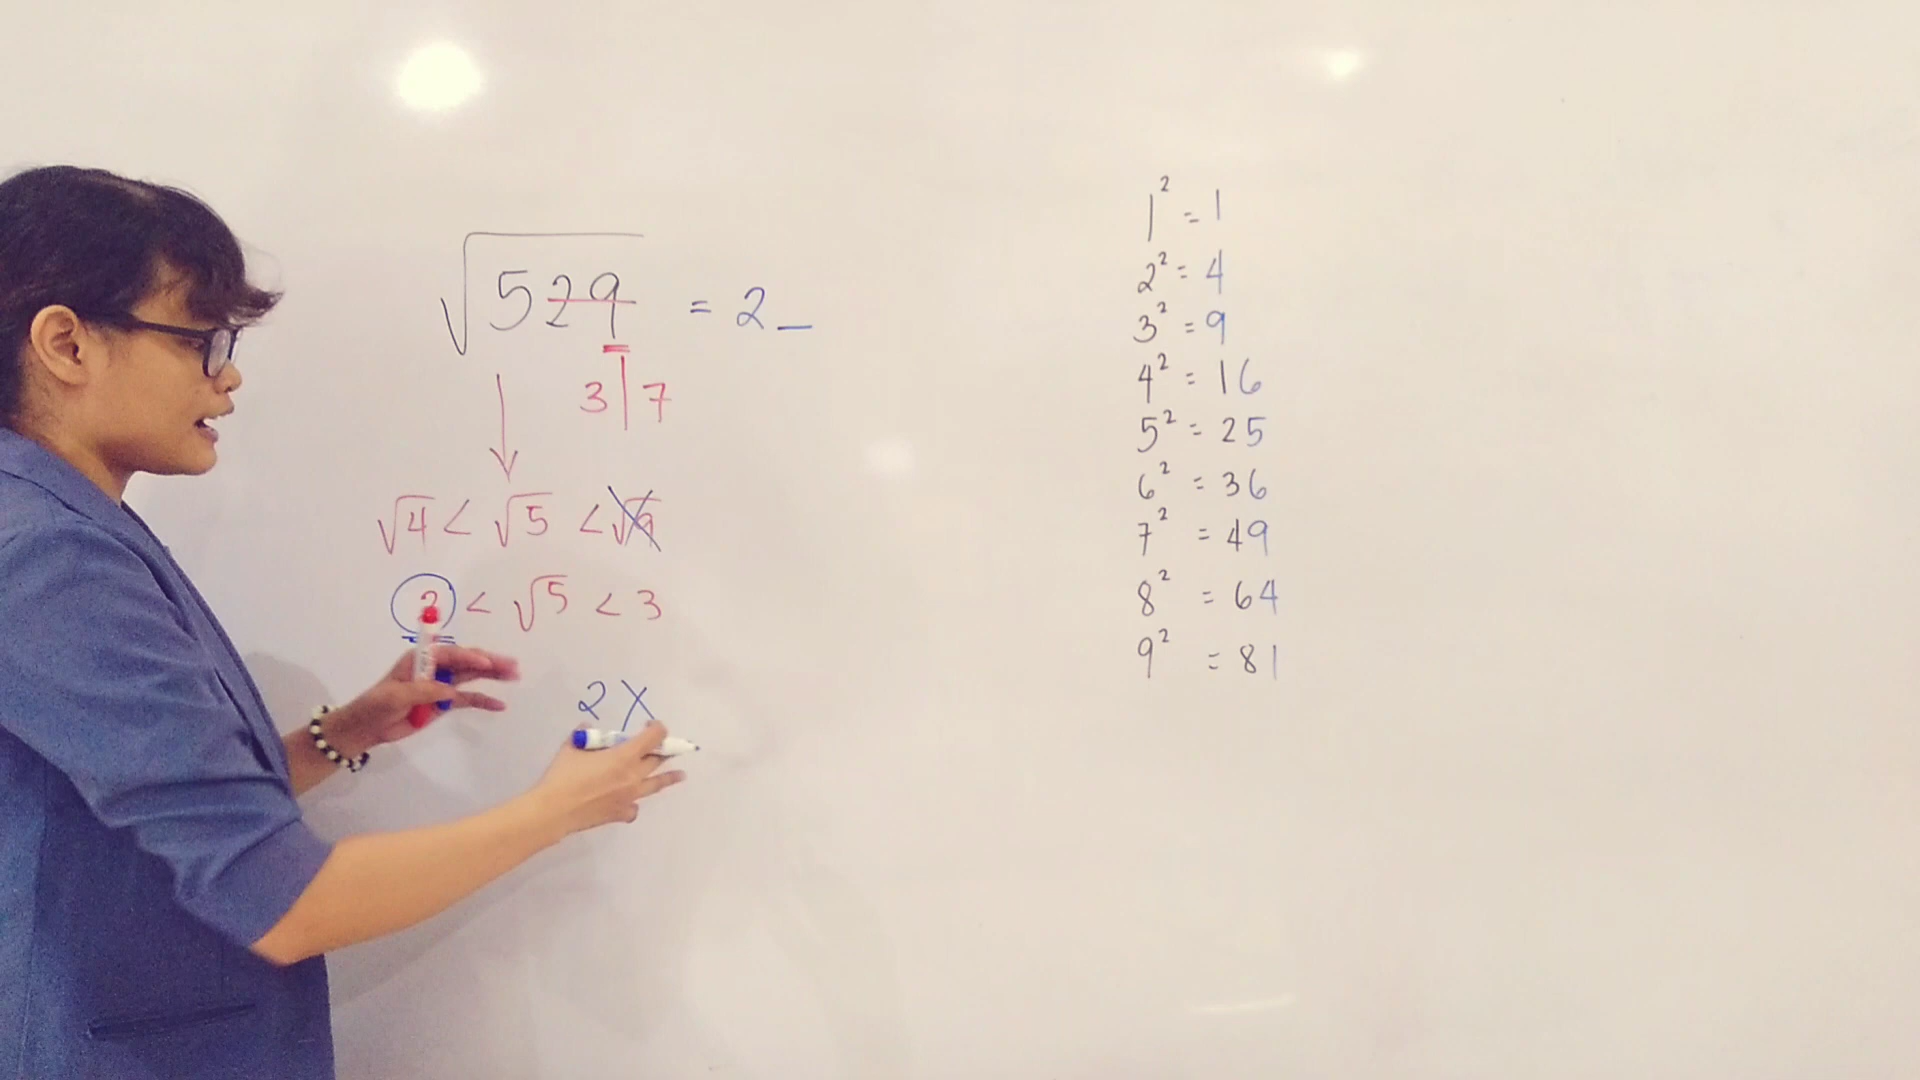 √529 = 2_
3|7
√4 < √5 < √9
2 < √5 < 3
2 X
1² = 1
2² = 4
3² = 9
4² = 16
5² = 25
6² = 36
7² = 49
8² = 64
9² = 81